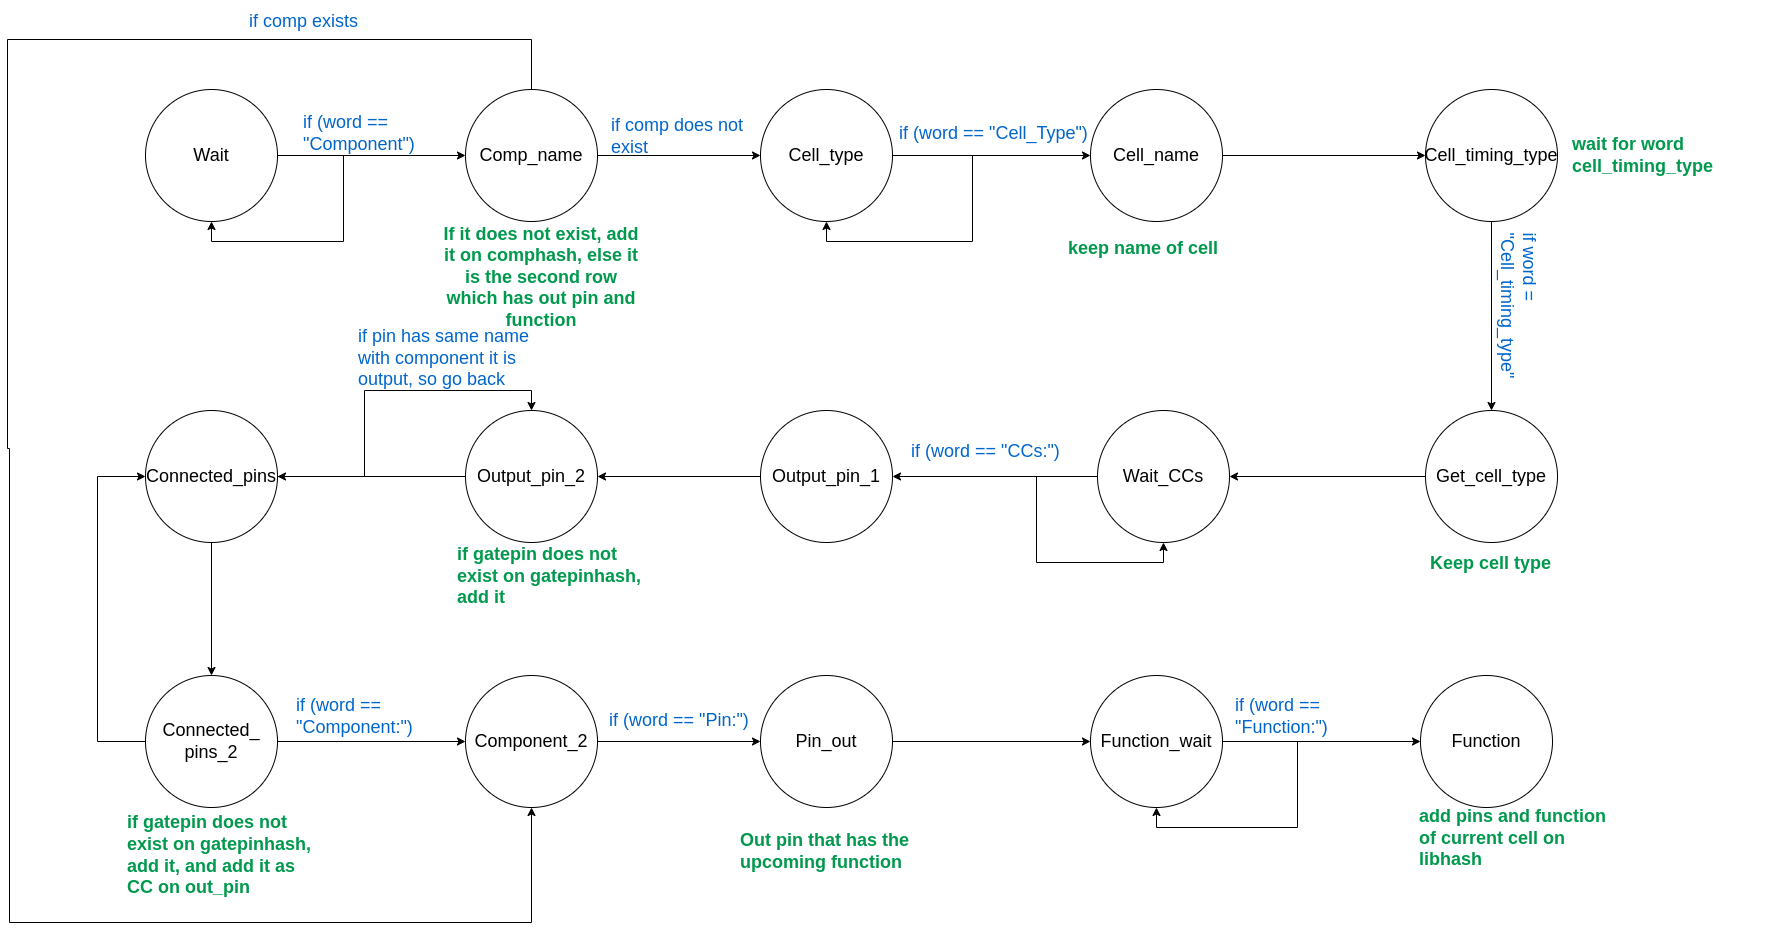 if comp exists
Wait
if (word ==
"Component")
Comp_name
if comp does not
exist
Cell_type
if (word == "Cell_Type")
Cell_name
Cell_timing_type
wait for word
cell_timing_type
If it does not exist, add
it on comphash, else it
is the second row
which has out pin and
function
keep name of cell
if word =
"Cell_timing_type"
if pin has same name
with component it is
output, so go back
Connected_pins
Output_pin_2
Output_pin_1
if (word == "CCs:")
Wait_CCs
Get_cell_type
if gatepin does not
exist on gatepinhash,
add it
Keep cell type
Connected_
pins_2
if (word ==
"Component:")
Component_2
if (word == "Pin:")
Pin_out
Function_wait
if (word ==
"Function:")
Function
if gatepin does not
exist on gatepinhash,
add it, and add it as
CC on out_pin
Out pin that has the
upcoming function
add pins and function
of current cell on
libhash